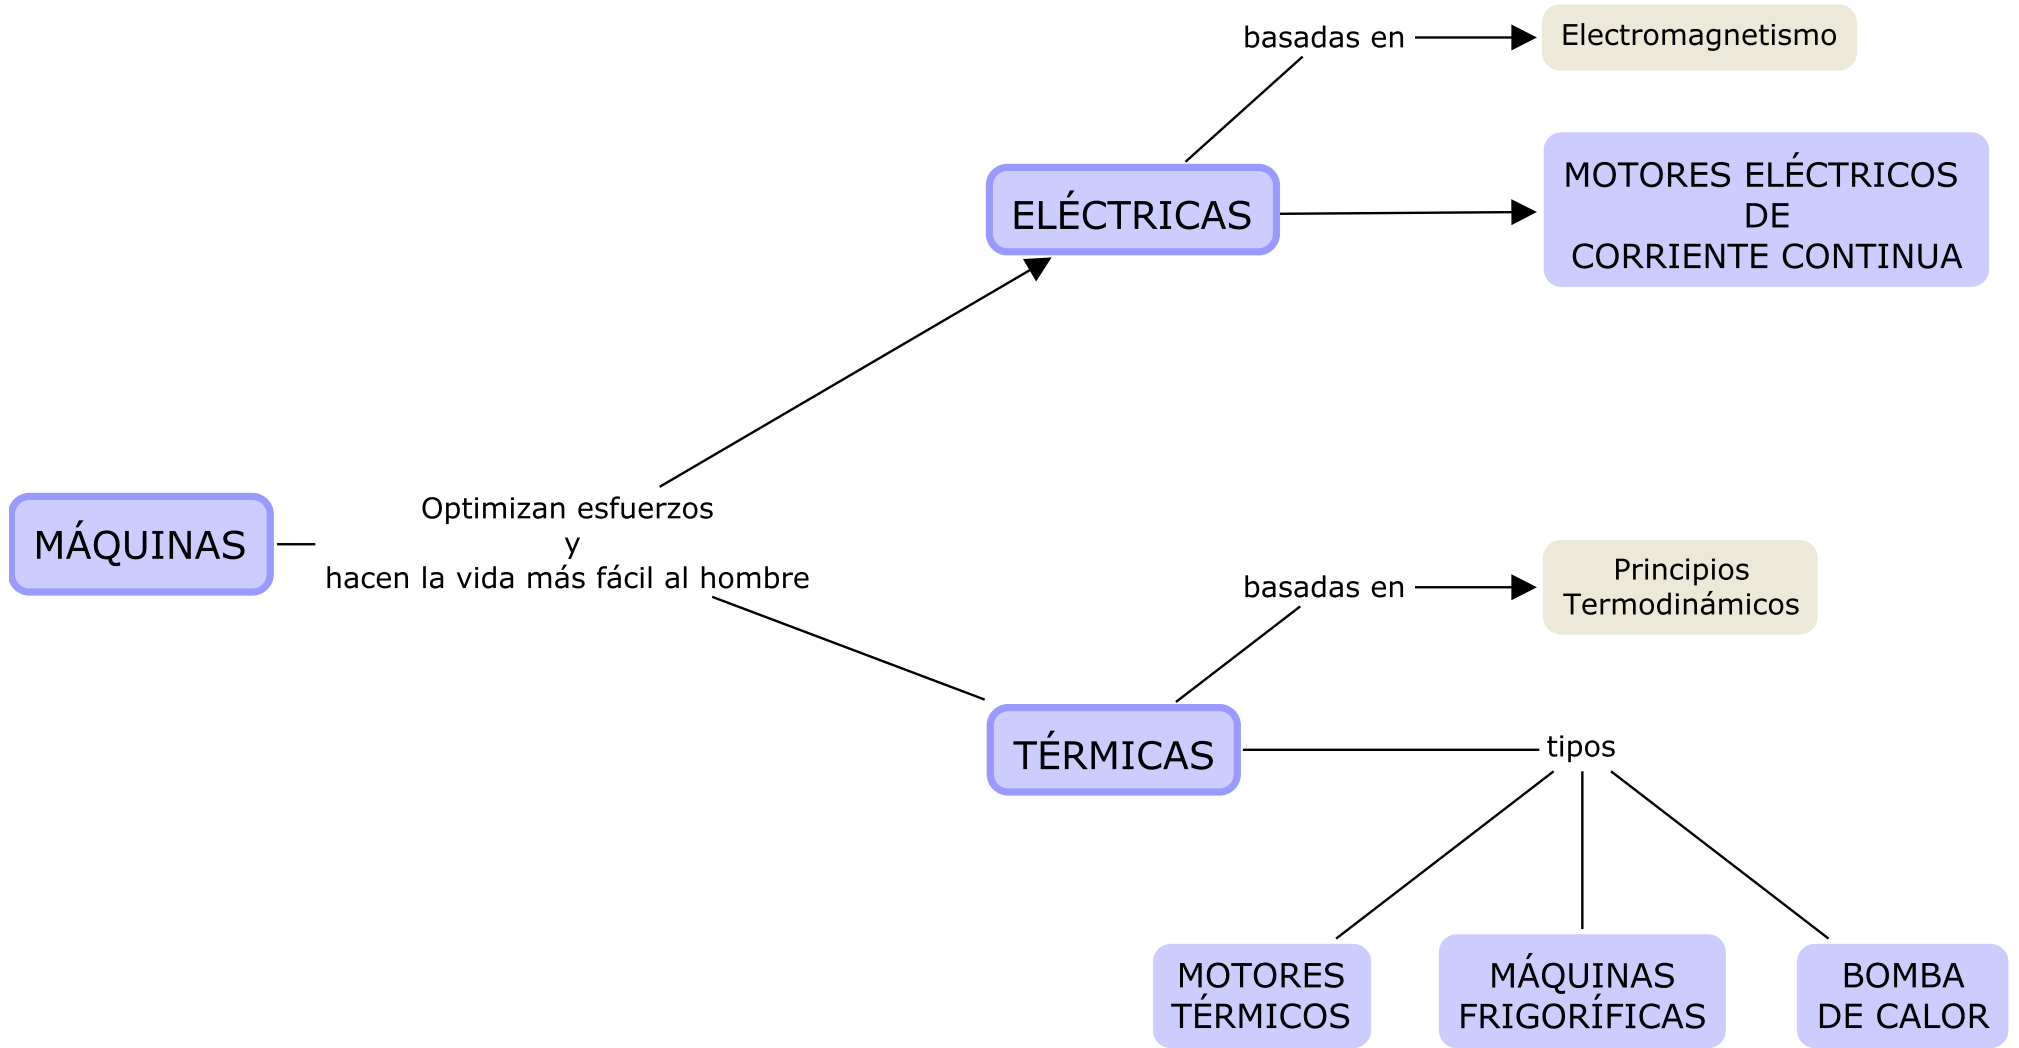 basadas en
Electromagnetismo
ELÉCTRICAS
MOTORES ELÉCTRICOS
DE
CORRIENTE CONTINUA
MÁQUINAS
Optimizan esfuerzos
y
hacen la vida más fácil al hombre
basadas en
Principios
Termodinámicos
TÉRMICAS
tipos
MOTORES
TÉRMICOS
MÁQUINAS
FRIGORÍFICAS
BOMBA
DE CALOR